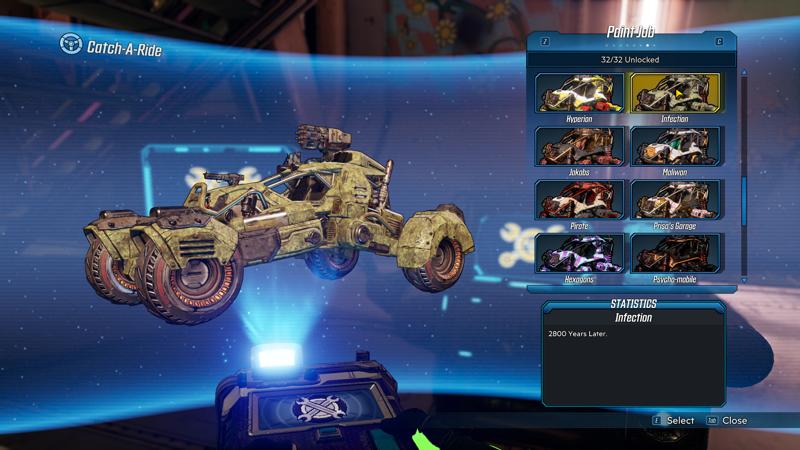 Catch-A-Ride
Paint Job
32/32 Unlocked
Hyperion
Infection
Jakobs
Maliwan
Pirate
Prisa's Garage
Hexagons
Psycho-mobile
STATISTICS
Infection
2800 Years Later.
E Select
Tab Close